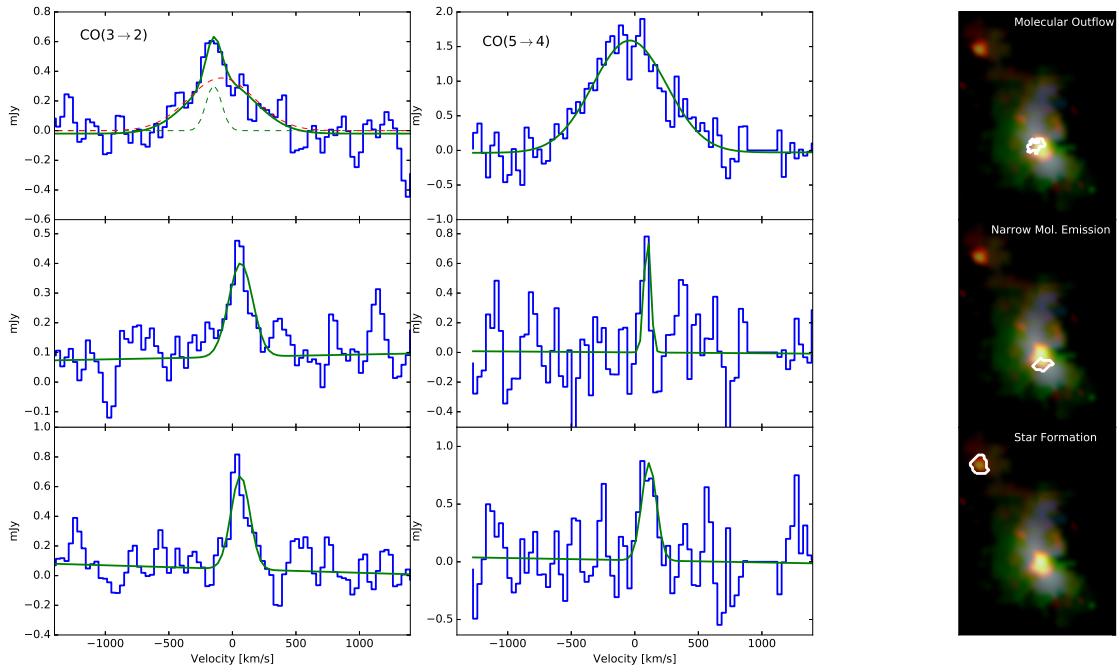 CO(3→2)
mJy
0.8
0.6
0.4
0.2
0.0
−0.2
−0.4
−0.6
CO(5→4)
mJy
2.0
1.5
1.0
0.5
0.0
−0.5
−1.0
Molecular Outflow
mJy
0.5
0.4
0.3
0.2
0.1
0.0
−0.1
mJy
0.8
0.6
0.4
0.2
0.0
−0.2
−0.4
Narrow Mol. Emission
mJy
1.0
0.8
0.6
0.4
0.2
0.0
−0.2
−0.4
−1000 −500 0 500 1000
Velocity [km/s]
mJy
1.0
0.5
0.0
−0.5
−1000 −500 0 500 1000
Velocity [km/s]
Star Formation